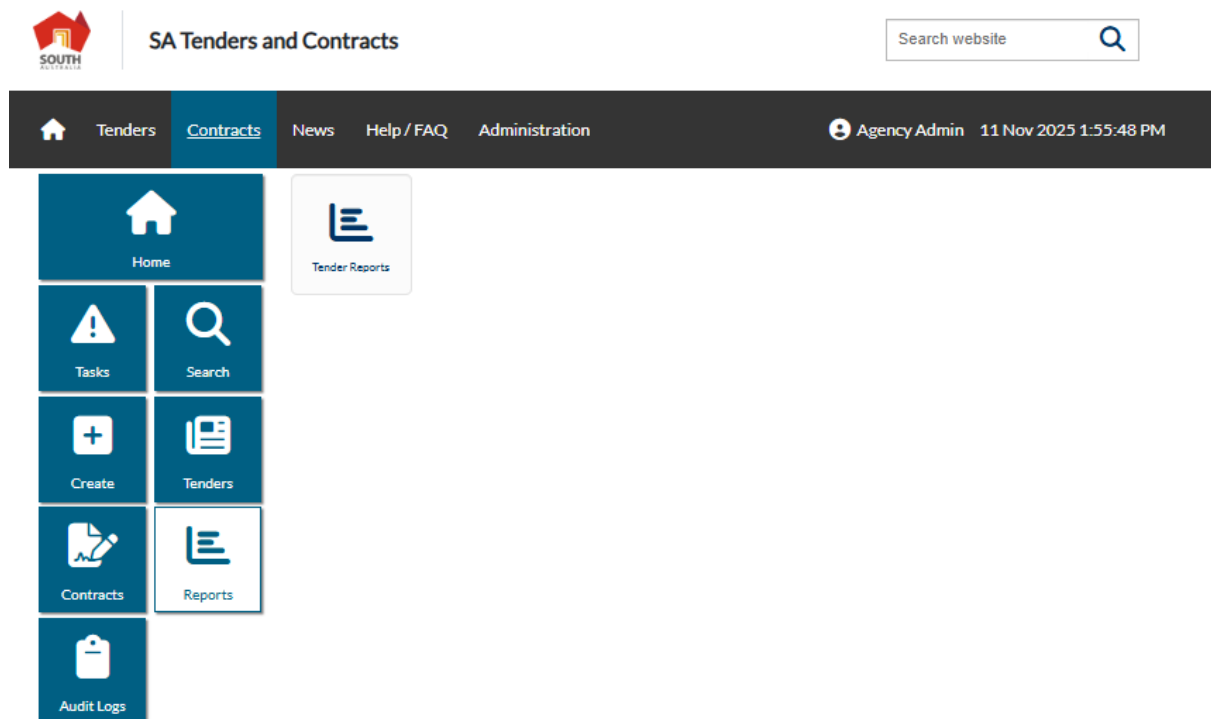 SOUTH
AUSTRALIA
SA Tenders and Contracts
Search website
Tenders Contracts News Help / FAQ Administration Agency Admin 11 Nov 2025 1:55:48 PM
Home
Tender Reports
Tasks
Search
Create
Tenders
Contracts
Reports
Audit Logs